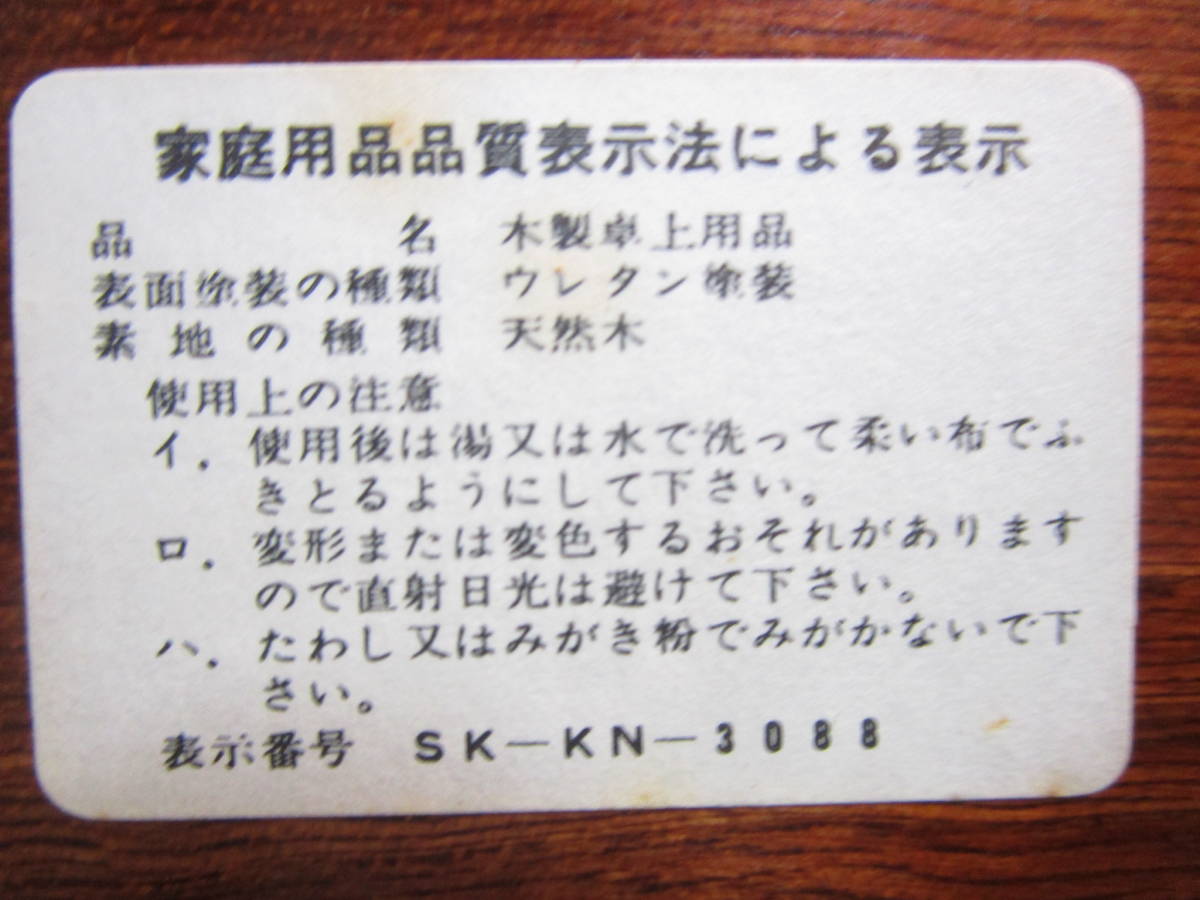 家庭用品品質表示法による表示
品名 木製卓上用品
表面塗装の種類 ウレタン塗装
素地の種類 天然木
使用上の注意
イ. 使用後は湯又は水で洗って柔い布でふ
きとるようにして下さい。
ロ. 変形または変色するおそれがあります
ので直射日光は避けて下さい。
ハ. たわし又はみがき粉でみがかないで下
さい。
表示番号 SK—KN—3088